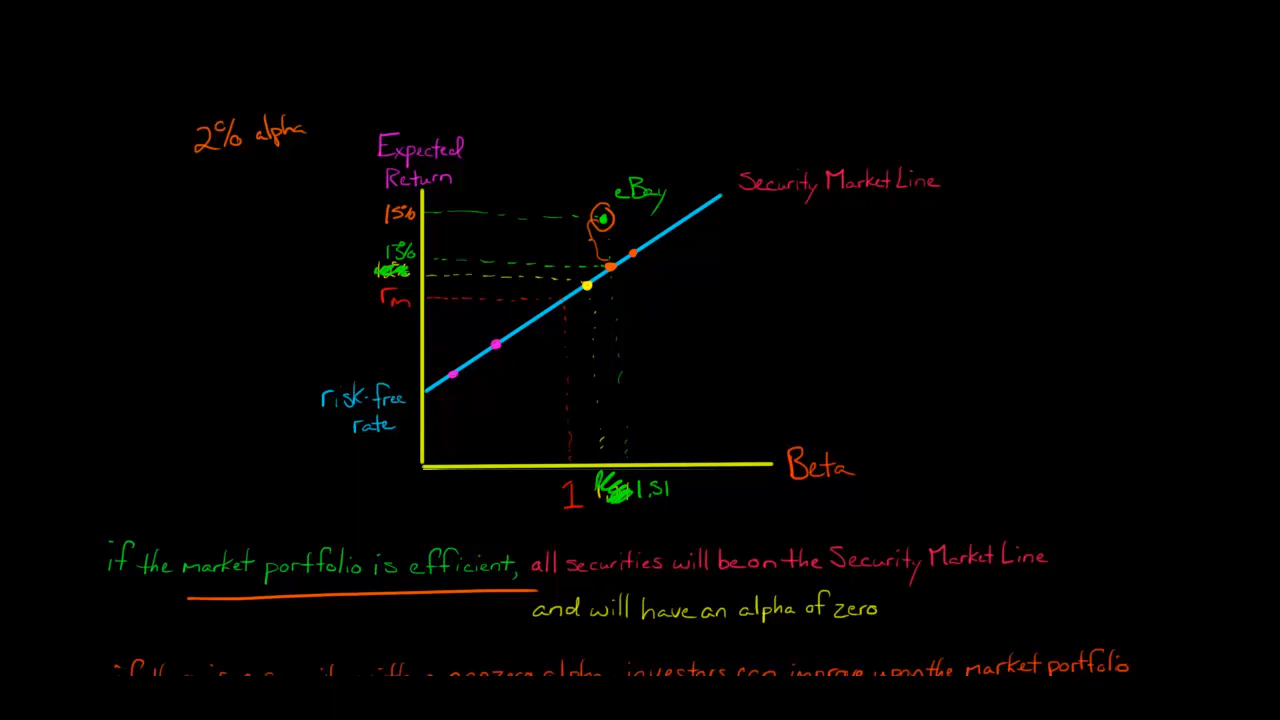 2% alpha
Expected
Return
eBay
Security Market Line
15%
13%
rm
risk-free
rate
Beta
1
1.51
if the market portfolio is efficient, all securities will be on the Security Market Line
and will have an alpha of zero
nonzero alpha, investors can improve upon the market portfolio